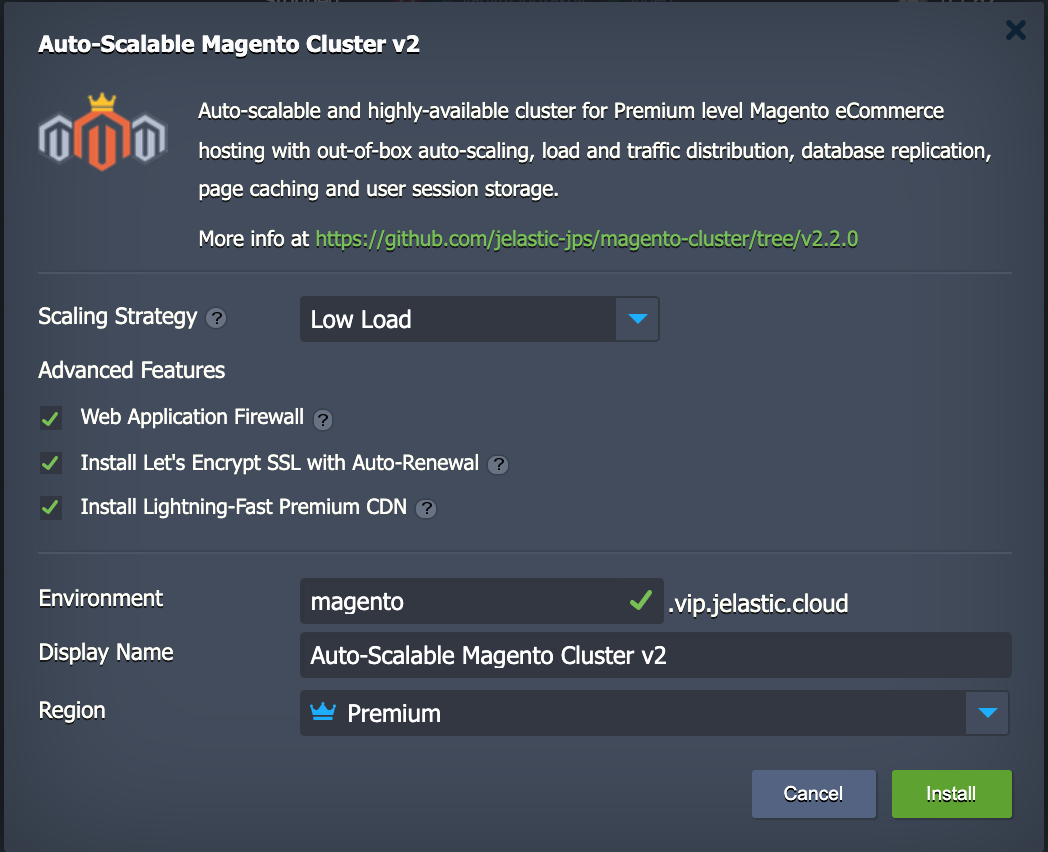 Auto-Scalable Magento Cluster v2
Auto-scalable and highly-available cluster for Premium level Magento eCommerce
hosting with out-of-box auto-scaling, load and traffic distribution, database replication,
page caching and user session storage.
More info at https://github.com/jelastic-jps/magento-cluster/tree/v2.2.0
Scaling Strategy ? Low Load
Advanced Features
Web Application Firewall ?
Install Let's Encrypt SSL with Auto-Renewal ?
Install Lightning-Fast Premium CDN ?
Environment magento .vip.jelastic.cloud
Display Name Auto-Scalable Magento Cluster v2
Region Premium
Cancel Install